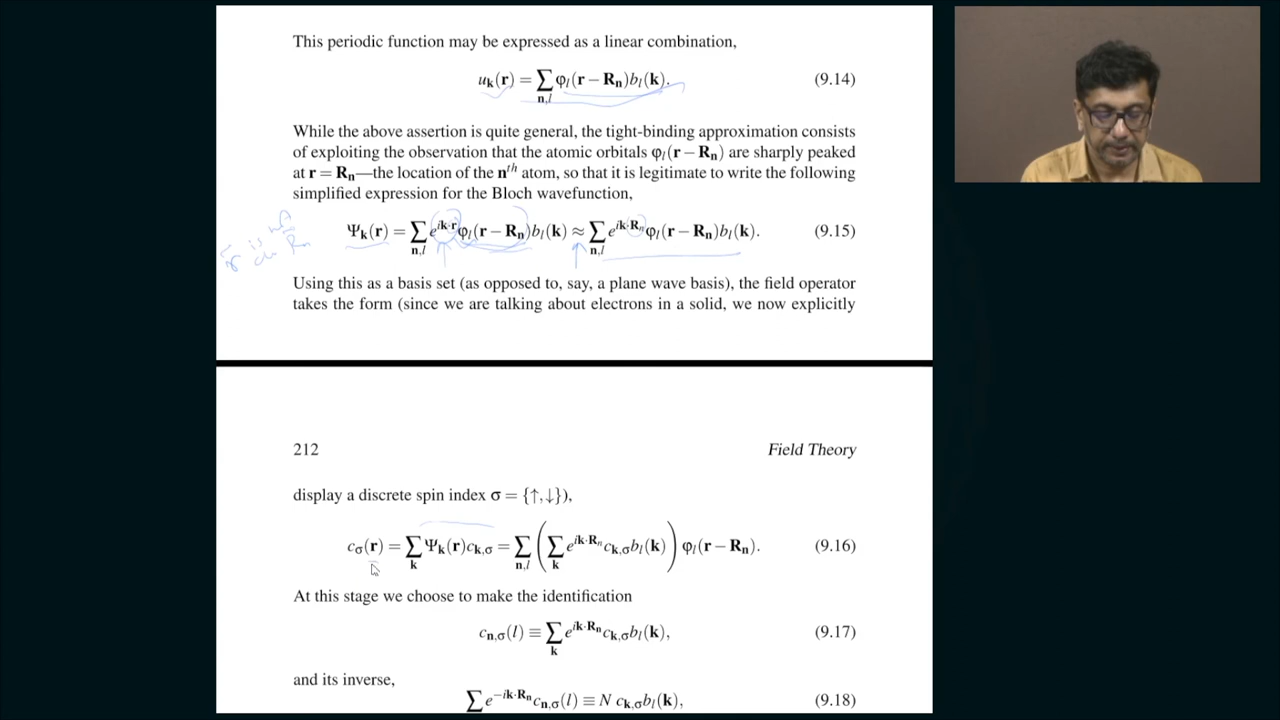 This periodic function may be expressed as a linear combination,
u_k(r) = ∑_{n,l} φ_l(r − R_n)b_l(k). (9.14)
While the above assertion is quite general, the tight-binding approximation consists
of exploiting the observation that the atomic orbitals φ_l(r − R_n) are sharply peaked
at r = R_n—the location of the n^th atom, so that it is legitimate to write the following
simplified expression for the Bloch wavefunction,
Ψ_k(r) = ∑_{n,l} e^{ik·r}φ_l(r − R_n)b_l(k) ≈ ∑_{n,l} e^{ik·R_n}φ_l(r − R_n)b_l(k). (9.15)
Using this as a basis set (as opposed to, say, a plane wave basis), the field operator
takes the form (since we are talking about electrons in a solid, we now explicitly
212 Field Theory
display a discrete spin index σ = {↑,↓}),
c_σ(r) = ∑_k Ψ_k(r)c_{k,σ} = ∑_{n,l} (∑_k e^{ik·R_n}c_{k,σ}b_l(k)) φ_l(r − R_n). (9.16)
At this stage we choose to make the identification
c_{n,σ}(l) ≡ ∑_k e^{ik·R_n}c_{k,σ}b_l(k), (9.17)
and its inverse,
∑ e^{−ik·R_n}c_{n,σ}(l) ≡ N c_{k,σ}b_l(k), (9.18)